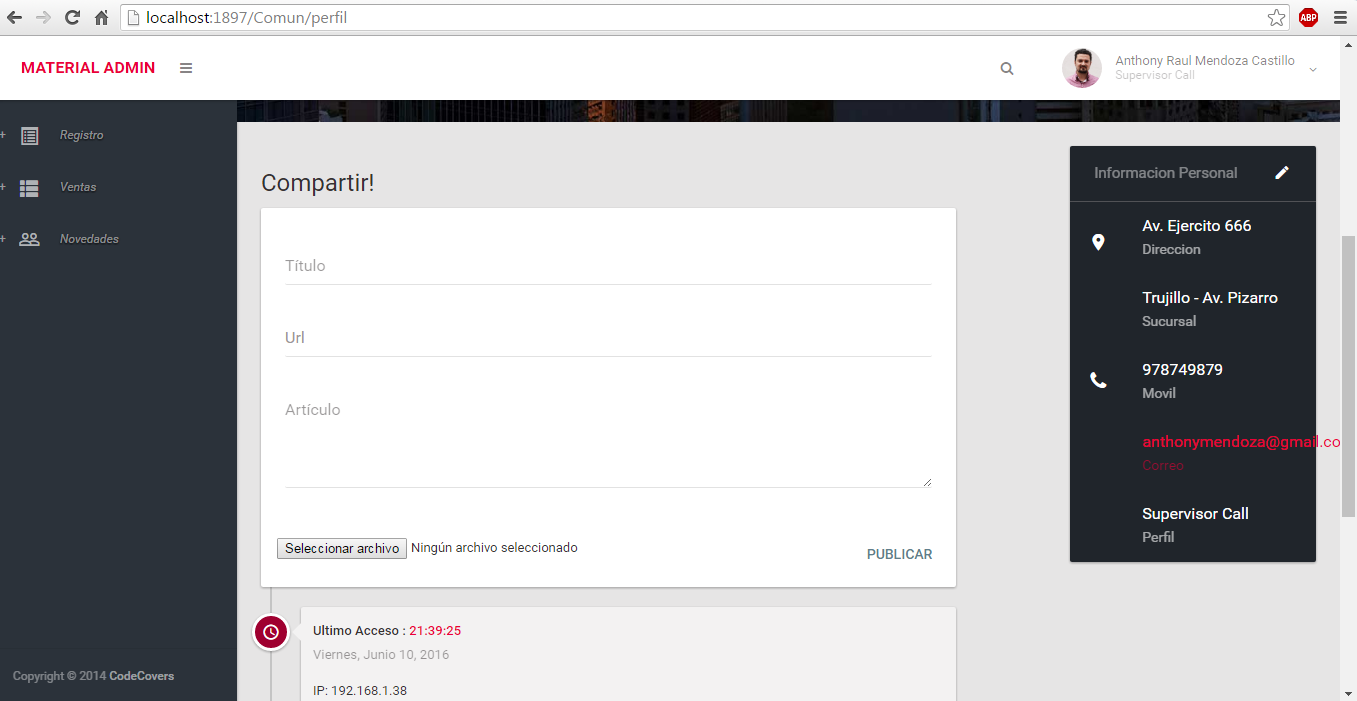 localhost:1897/Comun/perfil
ABP
MATERIAL ADMIN
Anthony Raul Mendoza Castillo
Supervisor Call
+ Registro
+ Ventas
+ Novedades
Copyright © 2014 CodeCovers
Compartir!
Título
Url
Artículo
Seleccionar archivo Ningún archivo seleccionado
PUBLICAR
Ultimo Acceso : 21:39:25
Viernes, Junio 10, 2016
IP: 192.168.1.38
Informacion Personal
Av. Ejercito 666
Direccion
Trujillo - Av. Pizarro
Sucursal
978749879
Movil
anthonymendoza@gmail.co
Correo
Supervisor Call
Perfil